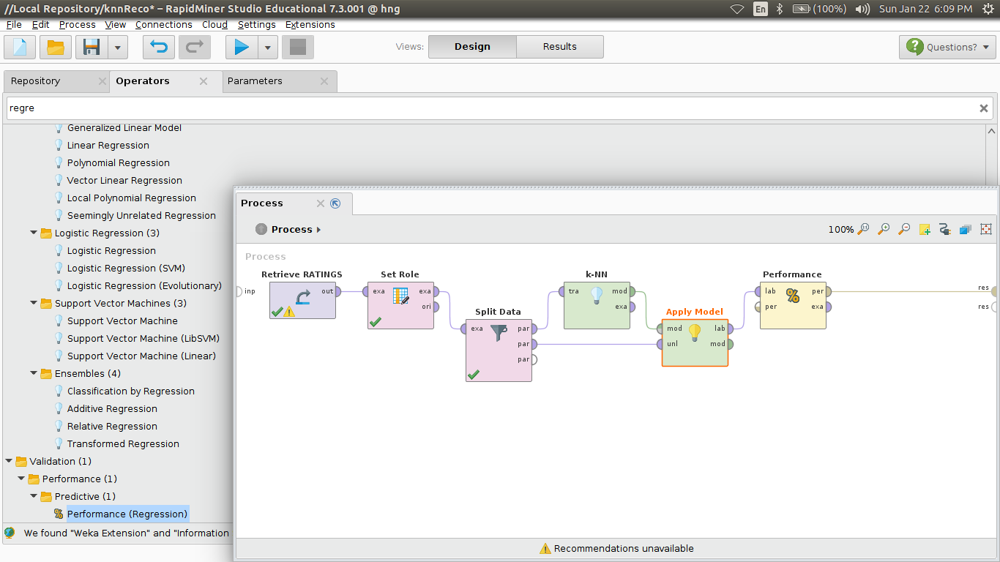 //Local Repository/knnReco* – RapidMiner Studio Educational 7.3.001 @ hng
En
(100%)
Sun Jan 22 6:09 PM
File Edit Process View Connections Cloud Settings Extensions
Views:
Design
Results
Questions?
Repository
Operators
Parameters
regre
Generalized Linear Model
Linear Regression
Polynomial Regression
Vector Linear Regression
Local Polynomial Regression
Seemingly Unrelated Regression
Logistic Regression (3)
Logistic Regression
Logistic Regression (SVM)
Logistic Regression (Evolutionary)
Support Vector Machines (3)
Support Vector Machine
Support Vector Machine (LibSVM)
Support Vector Machine (Linear)
Ensembles (4)
Classification by Regression
Additive Regression
Relative Regression
Transformed Regression
Validation (1)
Performance (1)
Predictive (1)
Performance (Regression)
We found "Weka Extension" and "Information
Process
Process
100%
Process
inp
Retrieve RATINGS
out
Set Role
exa exa
ori
Split Data
exa par
par
par
k-NN
tra mod
exa
Apply Model
mod lab
unl mod
Performance
lab per
per exa
res
res
Recommendations unavailable